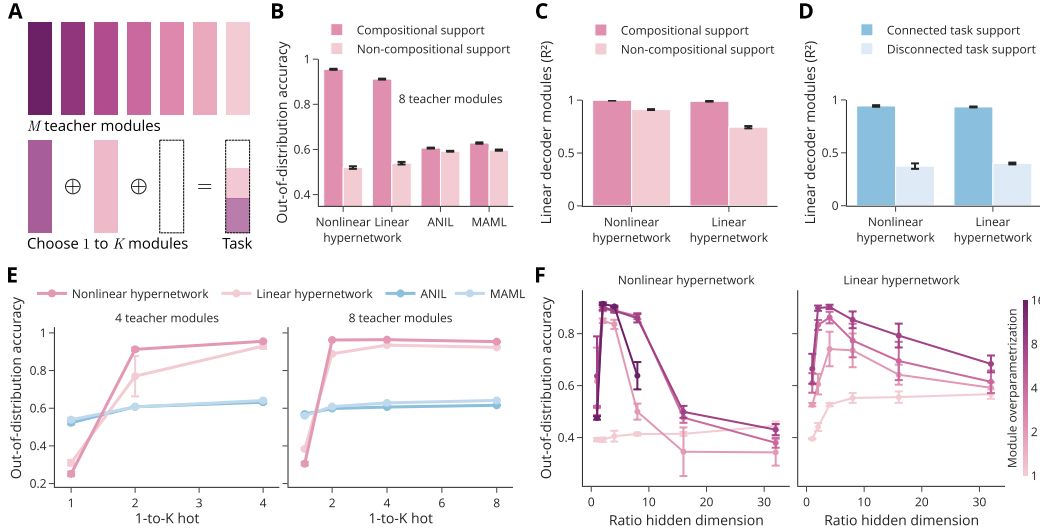 A
M teacher modules
⊕ ⊕ =
Choose 1 to K modules
Task
B
Compositional support
Non-compositional support
Out-of-distribution accuracy
1
0.8
0.6
0.4
8 teacher modules
Nonlinear hypernetwork
Linear hypernetwork
ANIL
MAML
C
Compositional support
Non-compositional support
Linear decoder modules (R²)
1
0.5
0
Nonlinear
hypernetwork
Linear
hypernetwork
D
Connected task support
Disconnected task support
Linear decoder modules (R²)
1
0.5
0
Nonlinear
hypernetwork
Linear
hypernetwork
E
Nonlinear hypernetwork
Linear hypernetwork
ANIL
MAML
Out-of-distribution accuracy
4 teacher modules
1
0.8
0.6
0.4
0.2
1 2 3 4
1-to-K hot
8 teacher modules
2 4 6 8
1-to-K hot
F
Out-of-distribution accuracy
Nonlinear hypernetwork
0.8
0.6
0.4
0 10 20 30
Ratio hidden dimension
Linear hypernetwork
0 10 20 30
Ratio hidden dimension
Module overparametrization
16
8
4
2
1